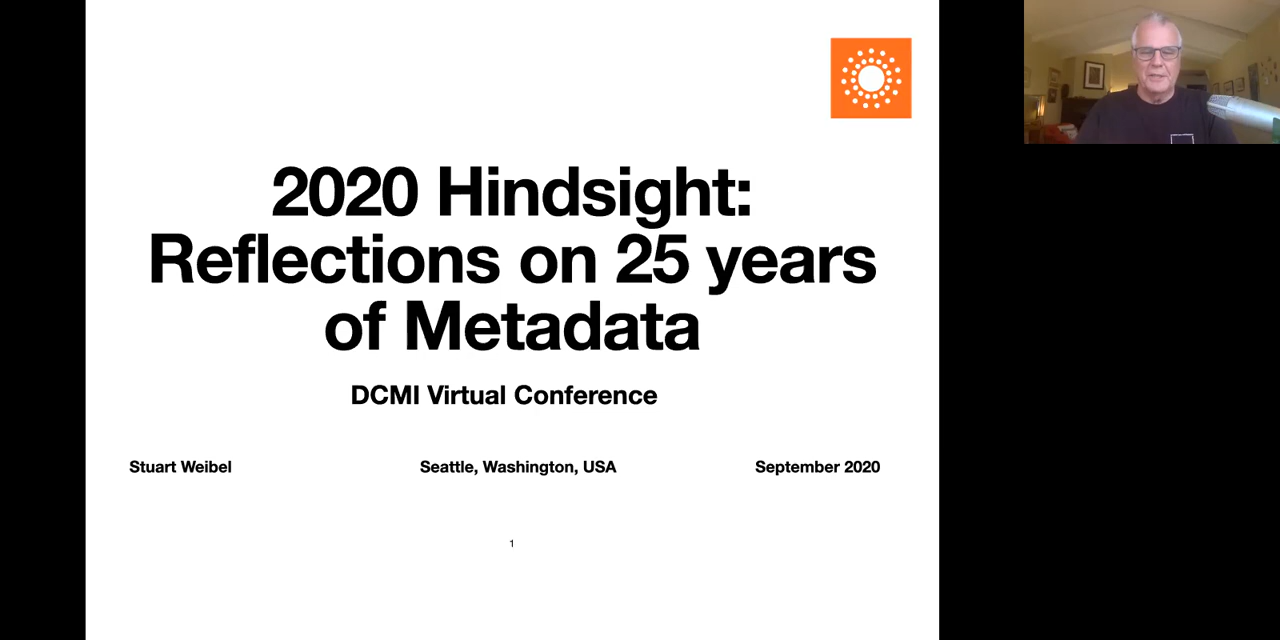 2020 Hindsight:
Reflections on 25 years
of Metadata
DCMI Virtual Conference
Stuart Weibel
Seattle, Washington, USA
September 2020
1